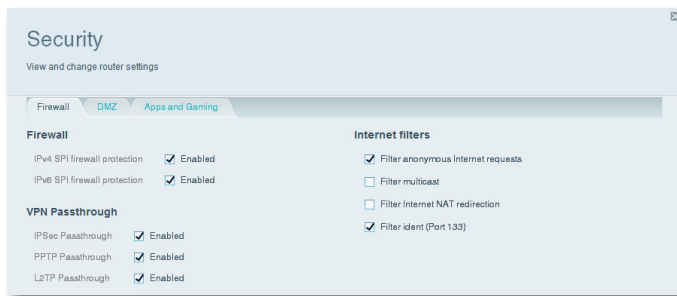 Security
View and change router settings
Firewall DMZ Apps and Gaming
Firewall
IPv4 SPI firewall protection Enabled
IPv6 SPI firewall protection Enabled
VPN Passthrough
IPSec Passthrough Enabled
PPTP Passthrough Enabled
L2TP Passthrough Enabled
Internet filters
Filter anonymous Internet requests
Filter multicast
Filter Internet NAT redirection
Filter ident (Port 133)